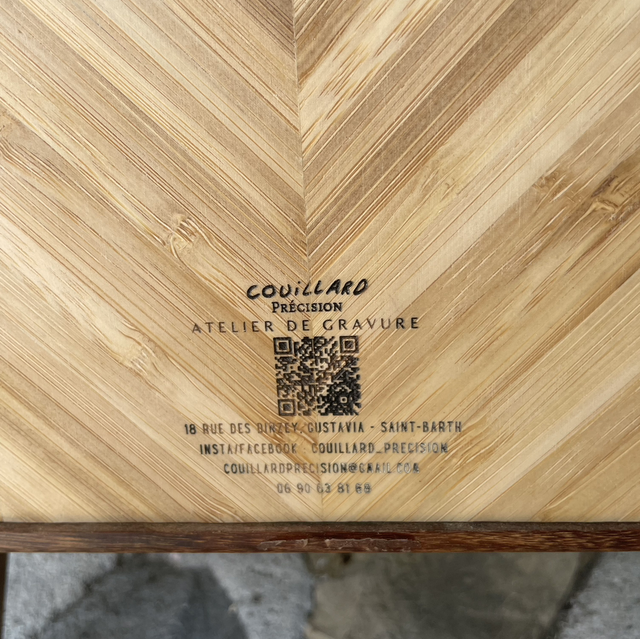 COUiLLARD
PRÉCISION
ATELIER DE GRAVURE
18 RUE DES DINZEY, GUSTAVIA - SAINT-BARTH
INSTA/FACEBOOK : COUILLARD_PRECISION
COUILLARDPRECISION@GMAIL.COM
06 90 63 81 69